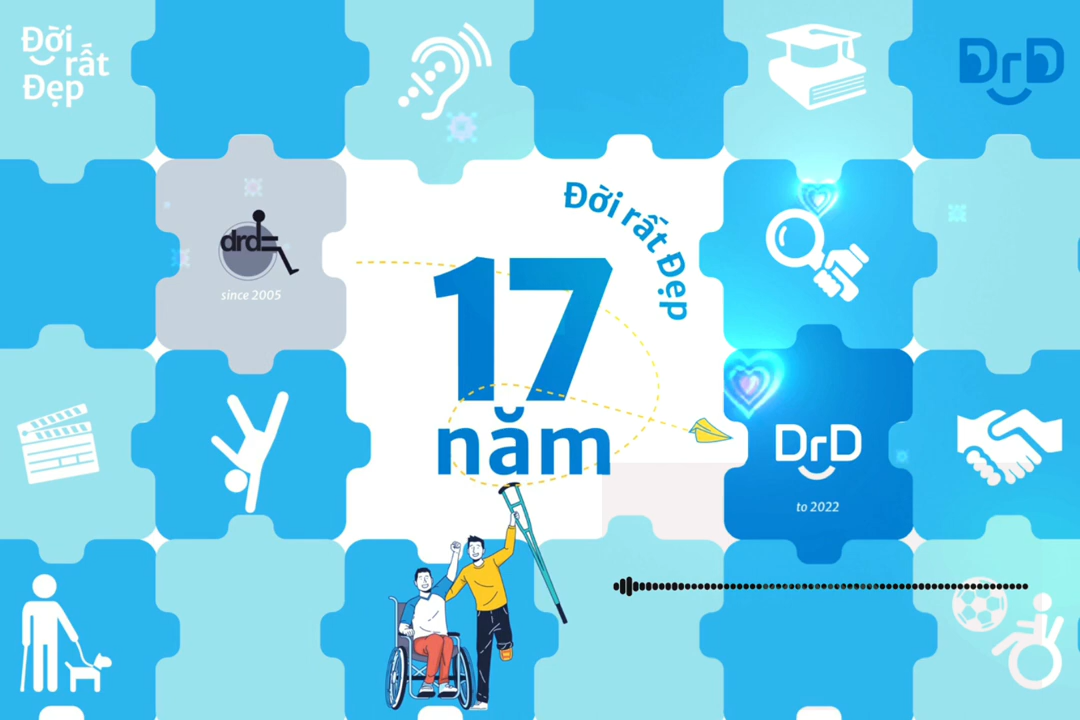 Đời
rất
Đẹp
DrD
drd
since 2005
Đời rất Đẹp
17
năm
DrD
to 2022